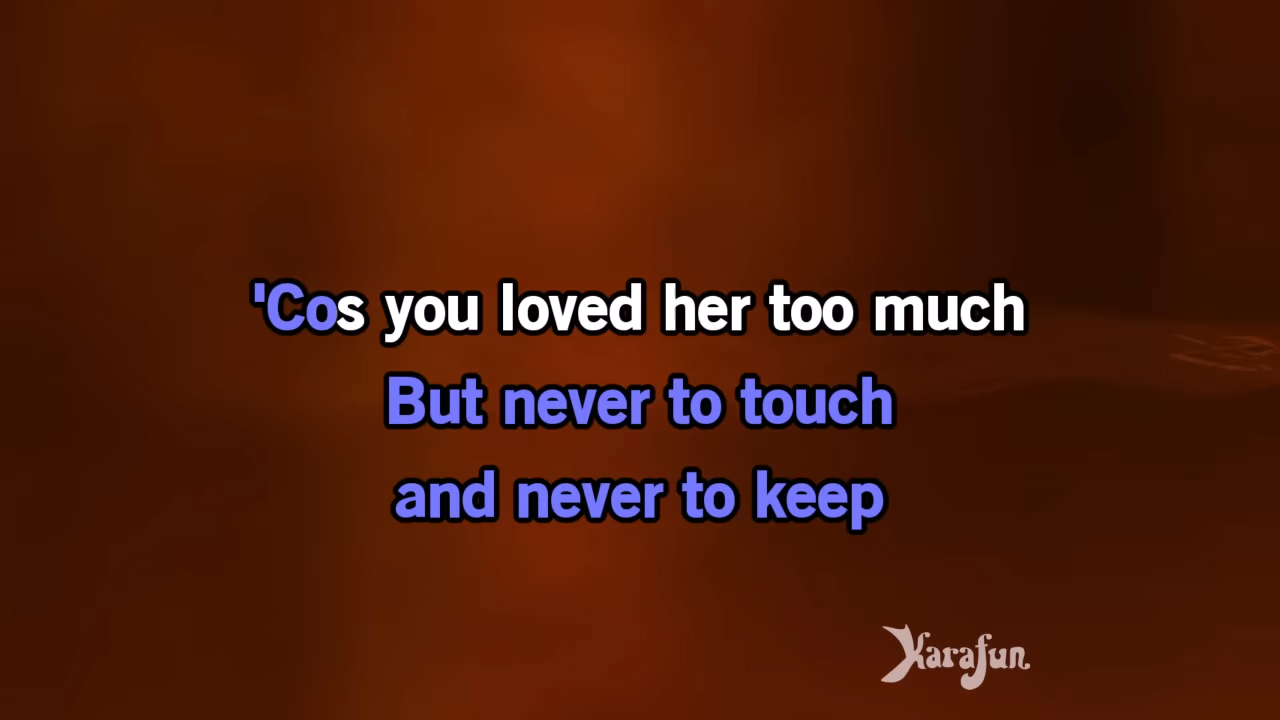 'Cos you loved her too much
But never to touch
and never to keep
Karafun